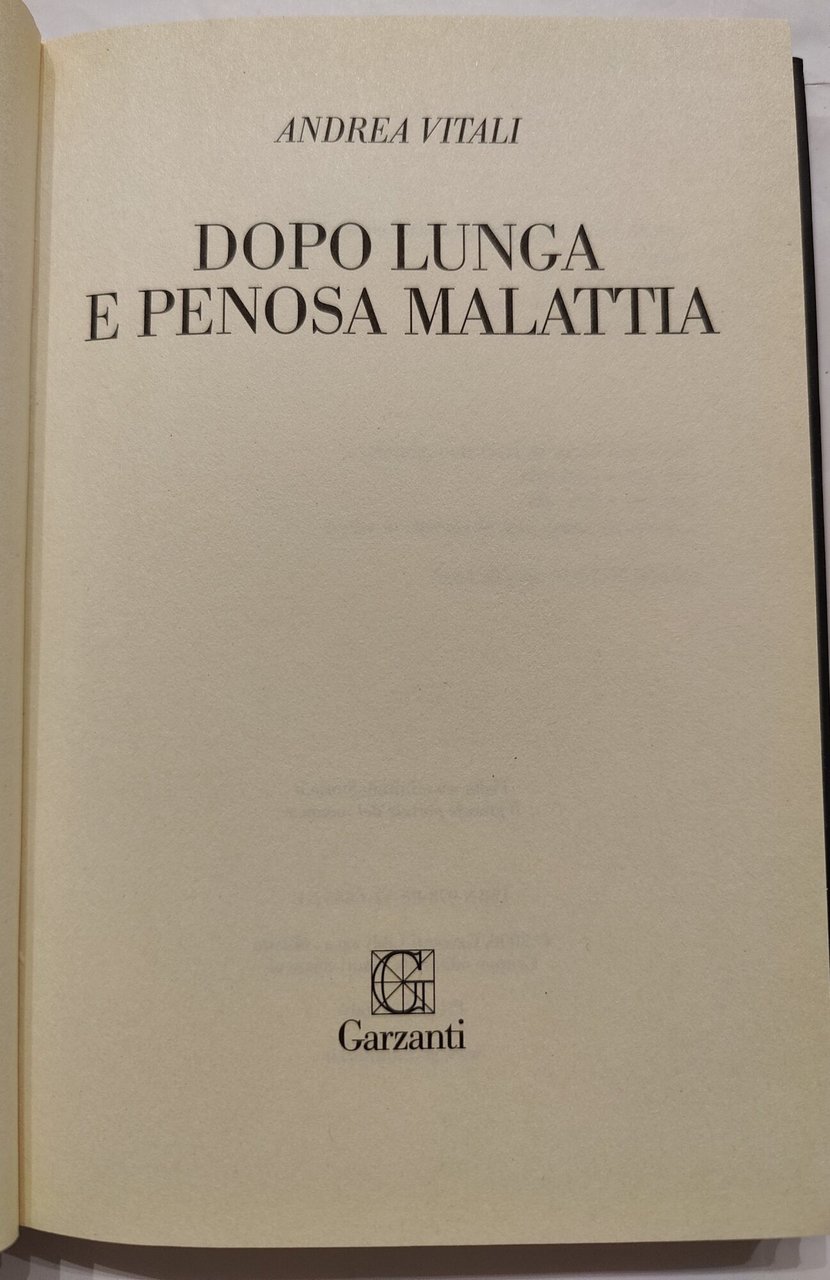 ANDREA VITALI
DOPO LUNGA
E PENOSA MALATTIA
G
Garzanti